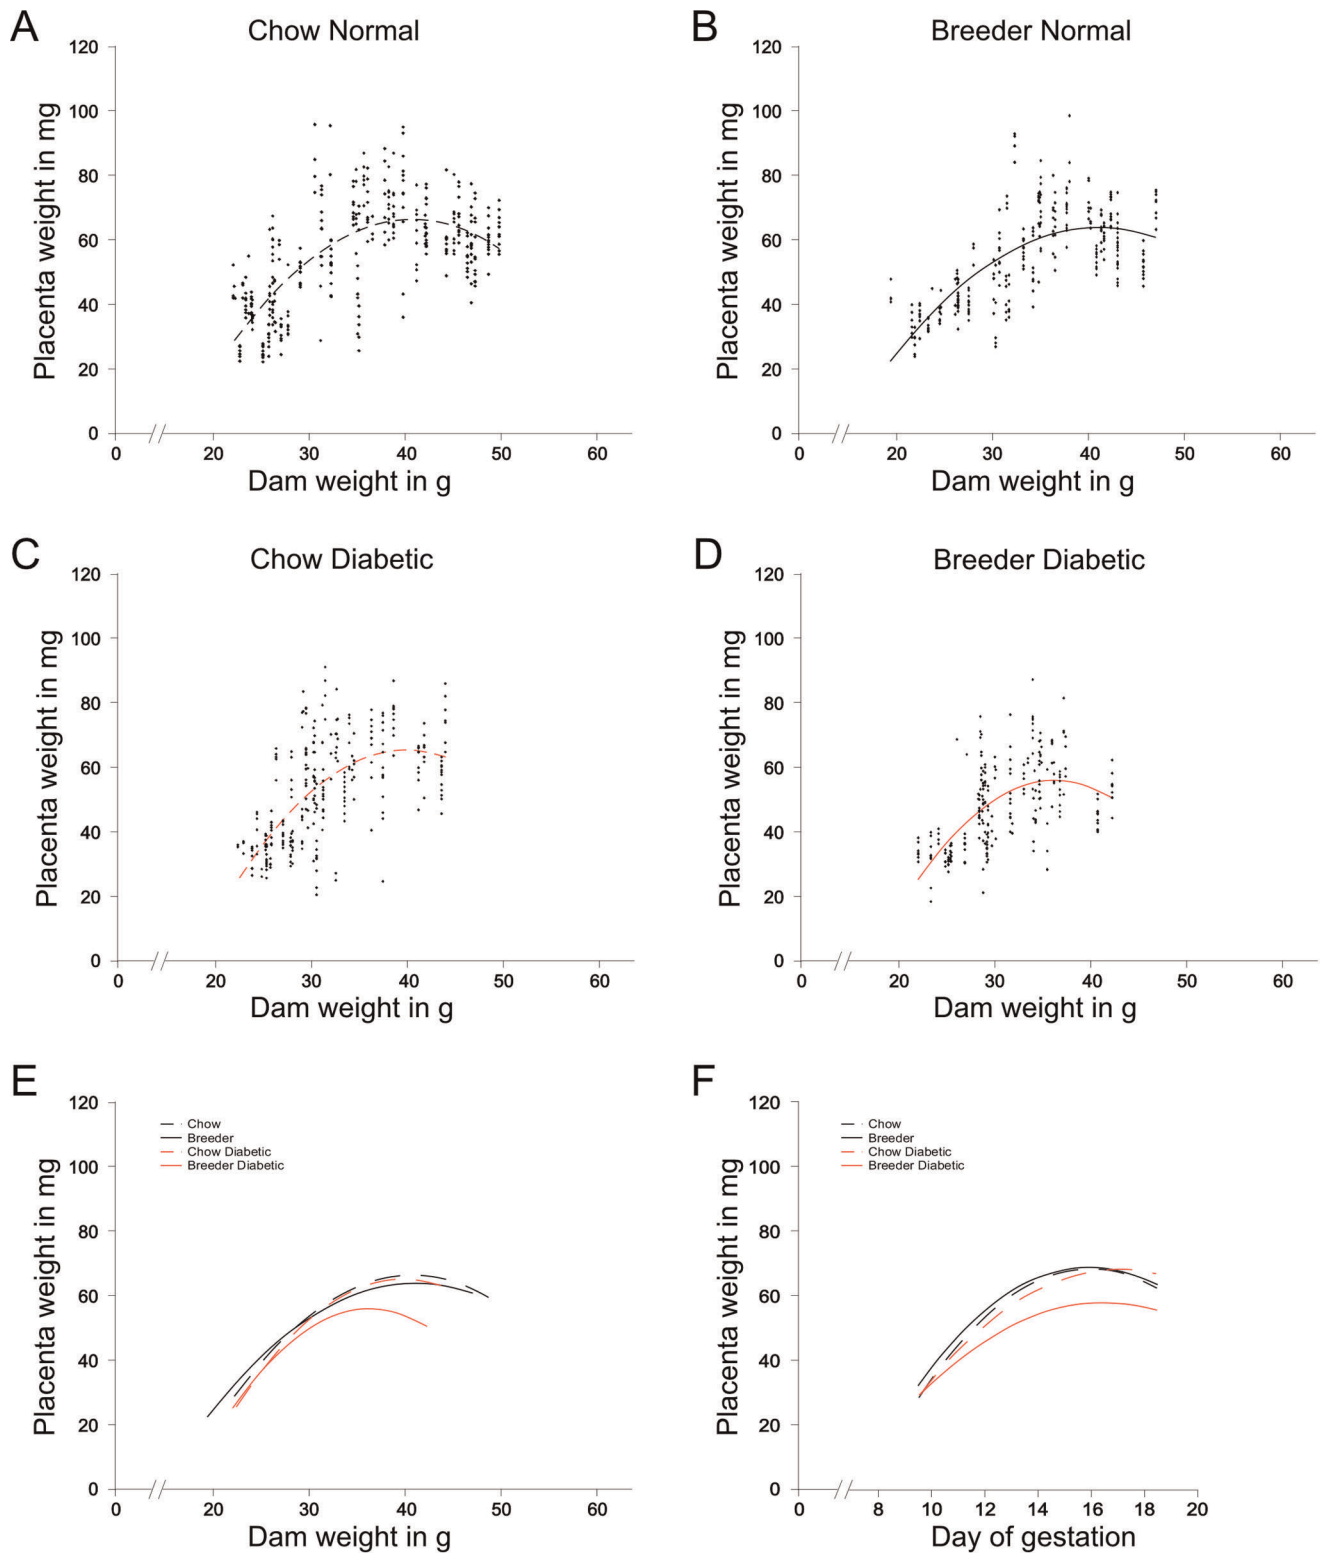 A
Chow Normal
120
100
80
60
40
20
0
Placenta weight in mg
0 20 30 40 50 60
Dam weight in g
B
Breeder Normal
120
100
80
60
40
20
0
Placenta weight in mg
0 20 30 40 50 60
Dam weight in g
C
Chow Diabetic
120
100
80
60
40
20
0
Placenta weight in mg
0 20 30 40 50 60
Dam weight in g
D
Breeder Diabetic
120
100
80
60
40
20
0
Placenta weight in mg
0 20 30 40 50 60
Dam weight in g
E
120
100
80
60
40
20
0
Placenta weight in mg
Chow
Breeder
Chow Diabetic
Breeder Diabetic
0 20 30 40 50 60
Dam weight in g
F
120
100
80
60
40
20
0
Placenta weight in mg
Chow
Breeder
Chow Diabetic
Breeder Diabetic
0 8 10 12 14 16 18 20
Day of gestation